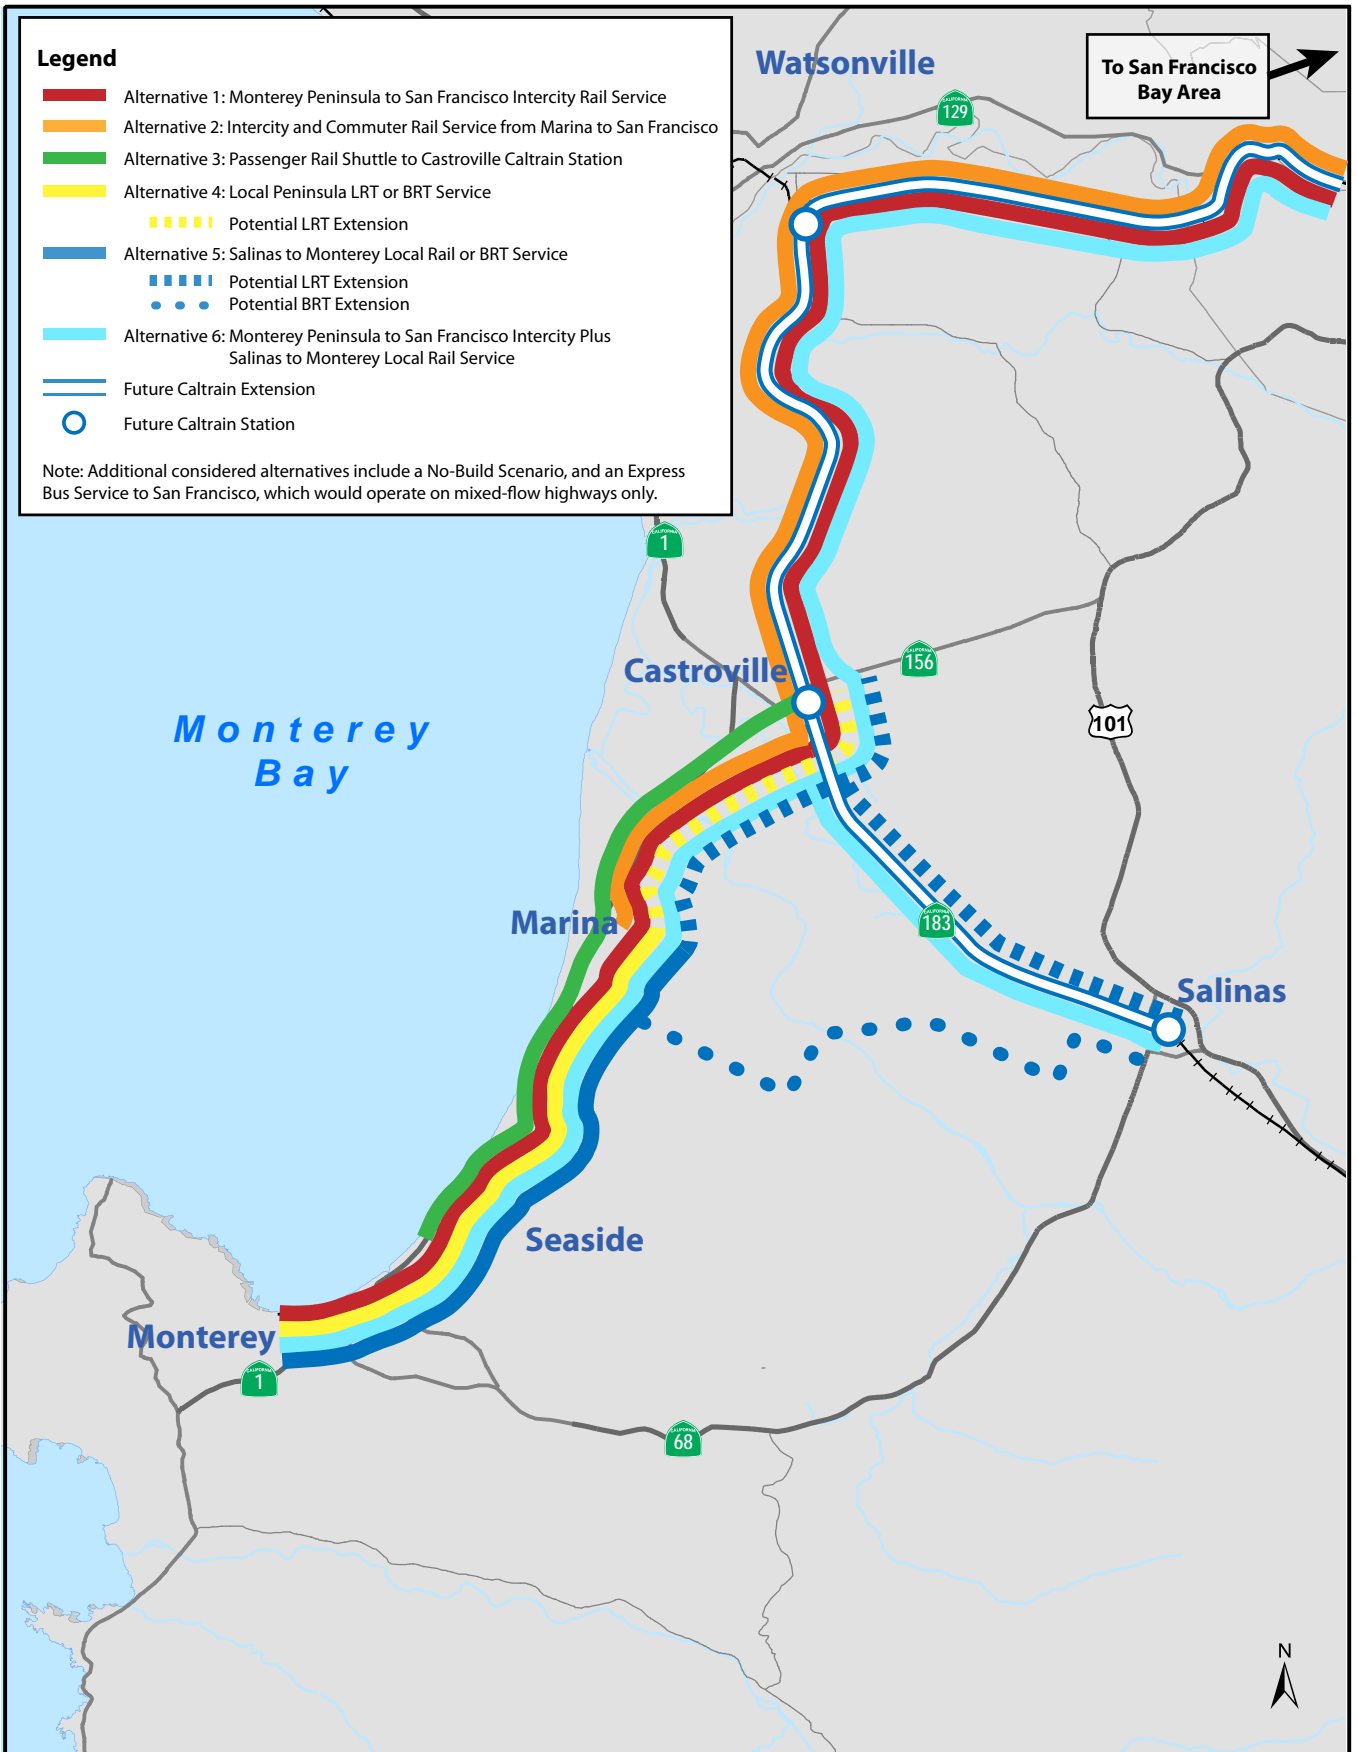 Legend
Alternative 1: Monterey Peninsula to San Francisco Intercity Rail Service
Alternative 2: Intercity and Commuter Rail Service from Marina to San Francisco
Alternative 3: Passenger Rail Shuttle to Castroville Caltrain Station
Alternative 4: Local Peninsula LRT or BRT Service
Potential LRT Extension
Alternative 5: Salinas to Monterey Local Rail or BRT Service
Potential LRT Extension
Potential BRT Extension
Alternative 6: Monterey Peninsula to San Francisco Intercity Plus
Salinas to Monterey Local Rail Service
Future Caltrain Extension
Future Caltrain Station
Note: Additional considered alternatives include a No-Build Scenario, and an Express
Bus Service to San Francisco, which would operate on mixed-flow highways only.
Watsonville
To San Francisco
Bay Area
CALIFORNIA
129
CALIFORNIA
1
Castroville
CALIFORNIA
156
Monterey
Bay
101
Marina
CALIFORNIA
183
Salinas
Seaside
Monterey
CALIFORNIA
1
CALIFORNIA
68
N